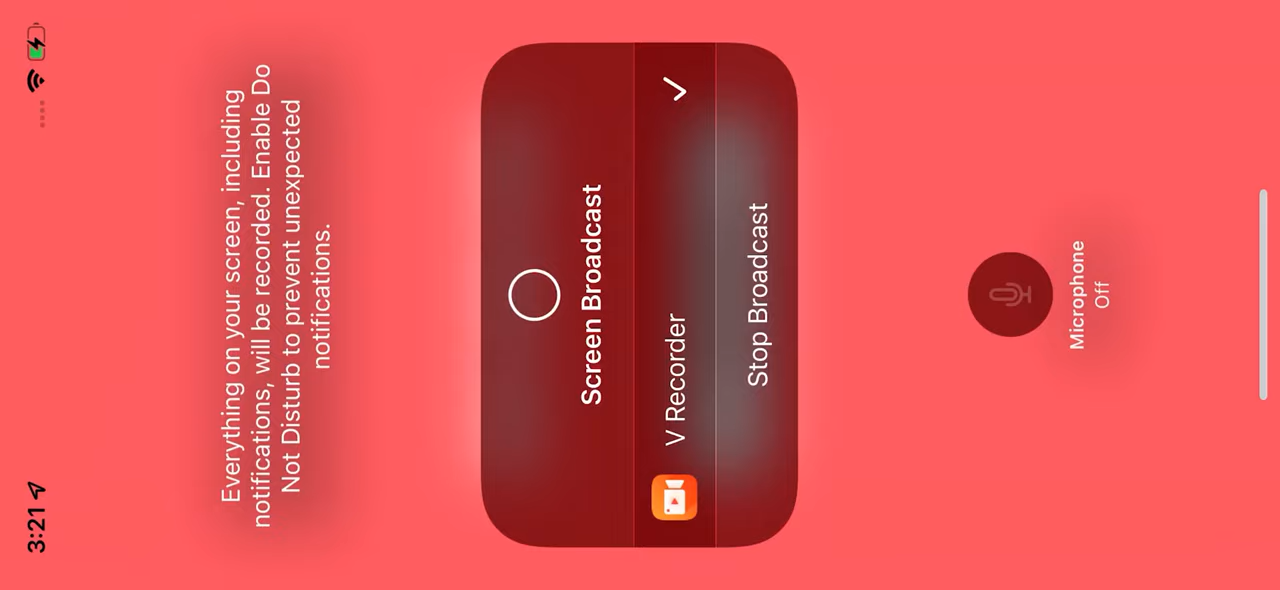 3:21
Everything on your screen, including
notifications, will be recorded. Enable Do
Not Disturb to prevent unexpected
notifications.
Screen Broadcast
V Recorder
Stop Broadcast
Microphone
Off